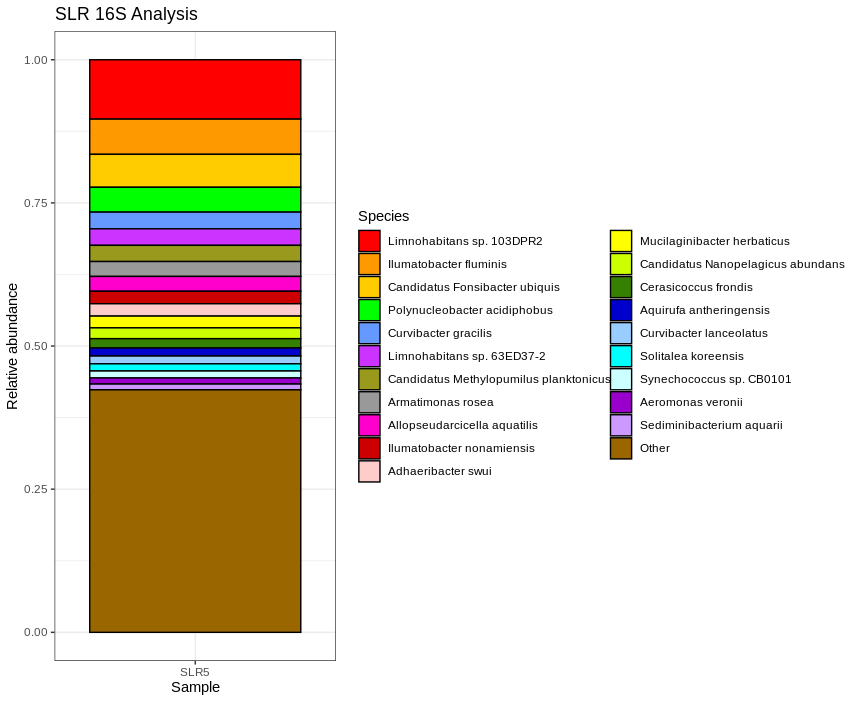 SLR 16S Analysis
1.00
0.75
0.50
0.25
0.00
Relative abundance
SLR5
Sample
Species
Limnohabitans sp. 103DPR2
Ilumatobacter fluminis
Candidatus Fonsibacter ubiquis
Polynucleobacter acidiphobus
Curvibacter gracilis
Limnohabitans sp. 63ED37-2
Candidatus Methylopumilus planktonicus
Armatimonas rosea
Allopseudarcicella aquatilis
Ilumatobacter nonamiensis
Adhaeribacter swui
Mucilaginibacter herbaticus
Candidatus Nanopelagicus abundans
Cerasicoccus frondis
Aquirufa antheringensis
Curvibacter lanceolatus
Solitalea koreensis
Synechococcus sp. CB0101
Aeromonas veronii
Sediminibacterium aquarii
Other